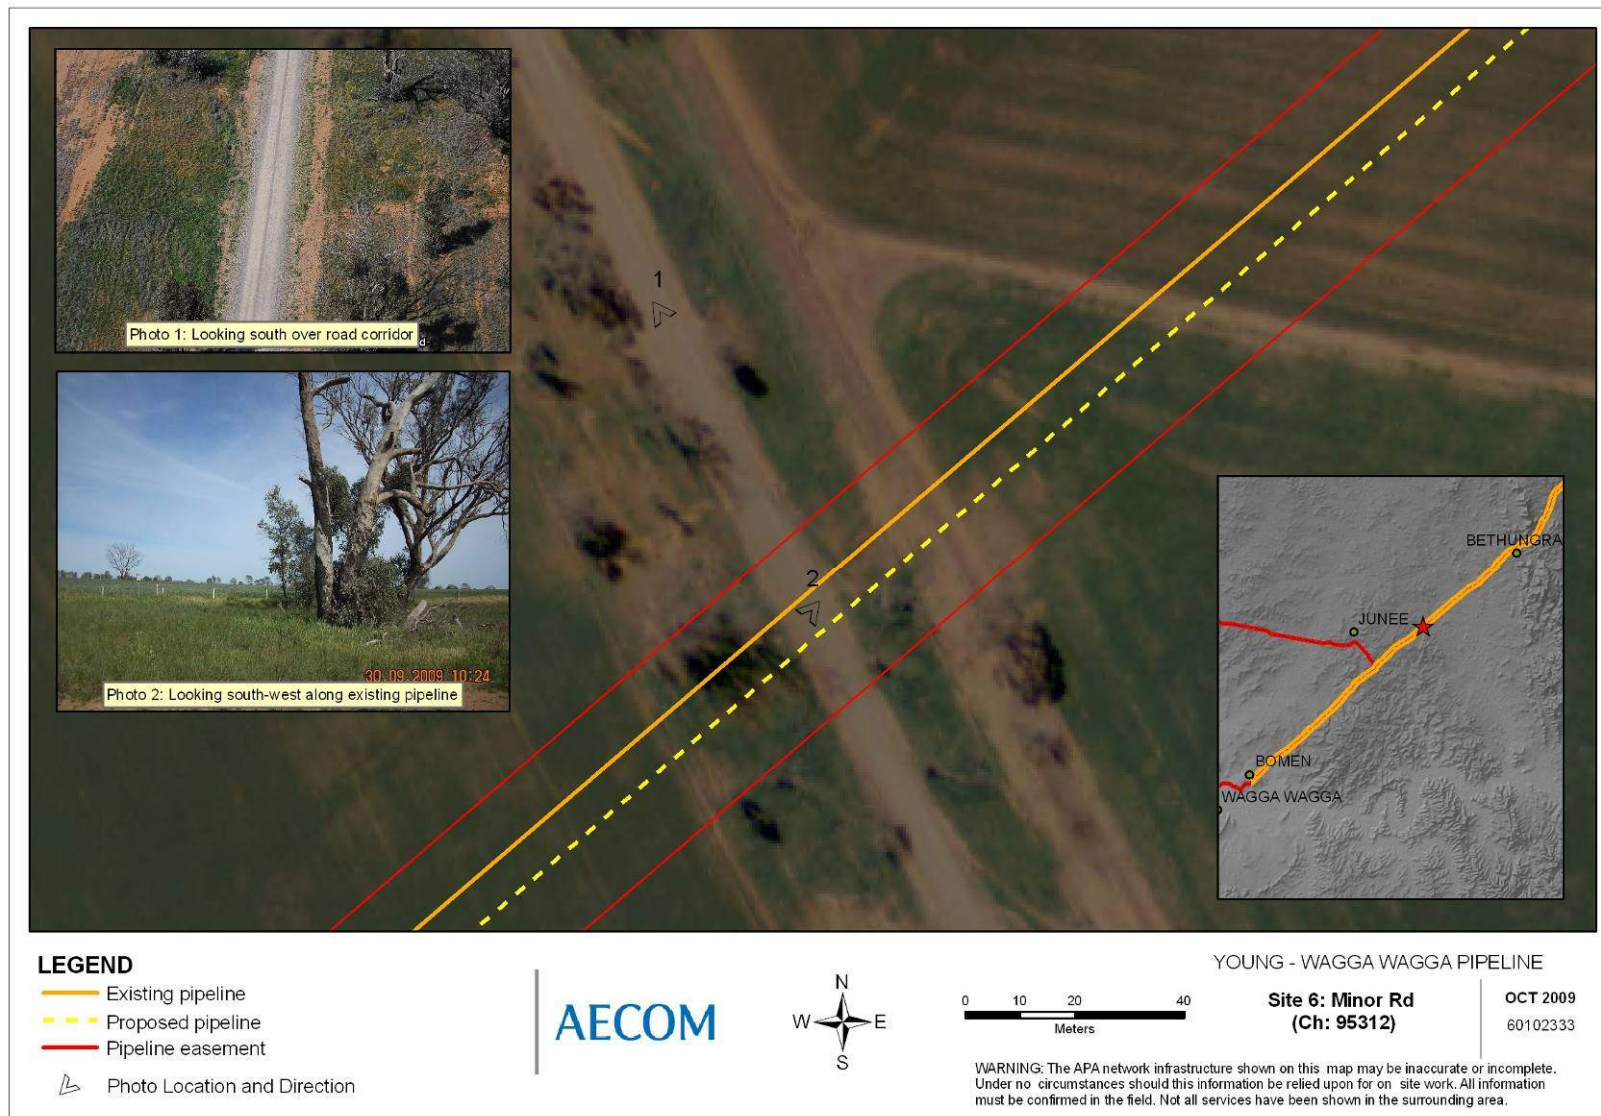 Photo 1: Looking south over road corridor
d
30.09.2009 10:24
Photo 2: Looking south-west along existing pipeline
1
2
BETHUNGRA
JUNEE
BOMEN
WAGGA WAGGA
LEGEND
Existing pipeline
Proposed pipeline
Pipeline easement
Photo Location and Direction
AECOM
N
W E
S
0 10 20 40
Meters
YOUNG - WAGGA WAGGA PIPELINE
Site 6: Minor Rd
(Ch: 95312)
OCT 2009
60102333
WARNING: The APA network infrastructure shown on this map may be inaccurate or incomplete.
Under no circumstances should this information be relied upon for on site work. All information
must be confirmed in the field. Not all services have been shown in the surrounding area.